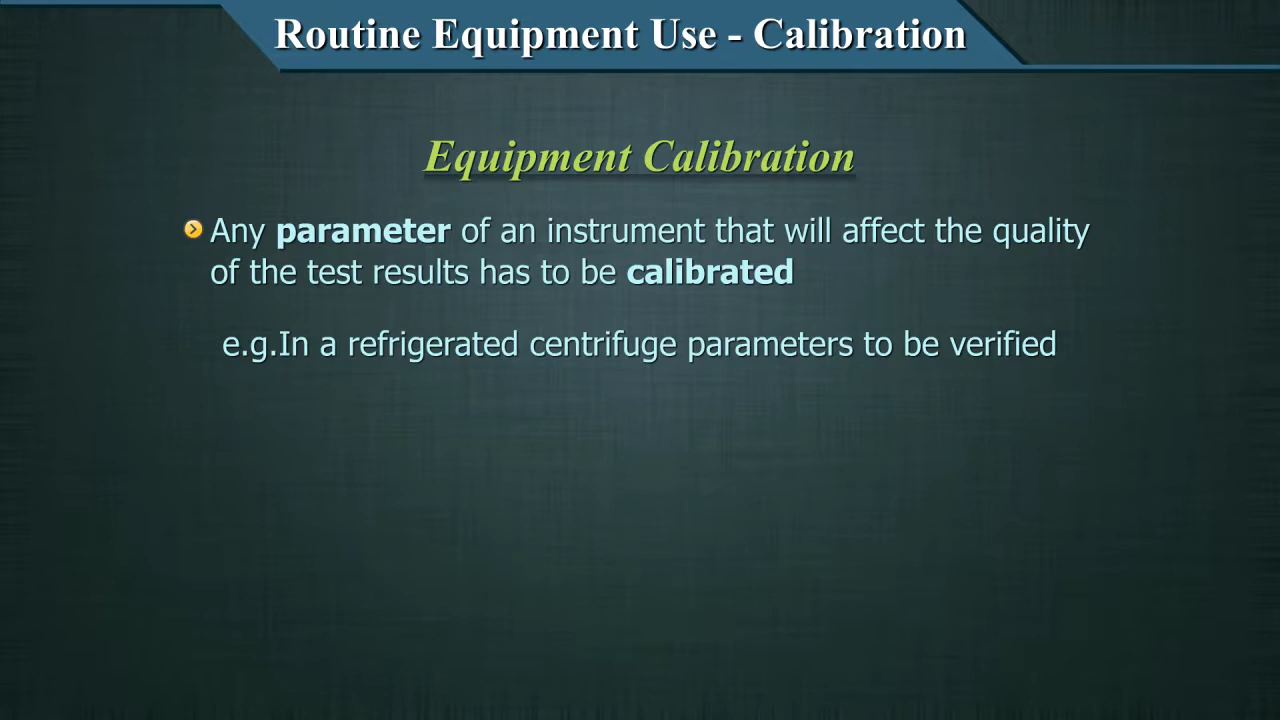 Routine Equipment Use - Calibration
Equipment Calibration
Any parameter of an instrument that will affect the quality
of the test results has to be calibrated
e.g.In a refrigerated centrifuge parameters to be verified